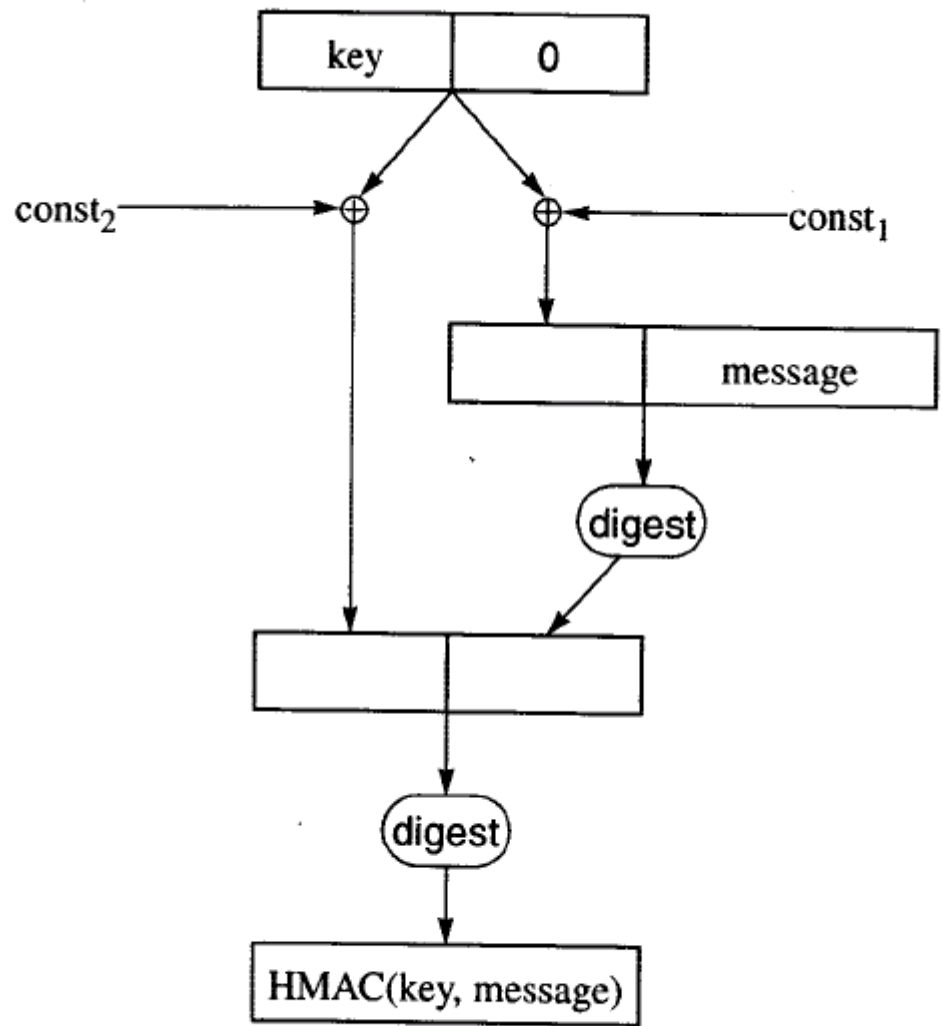 key 0
const₂ const₁
message
digest
digest
HMAC(key, message)